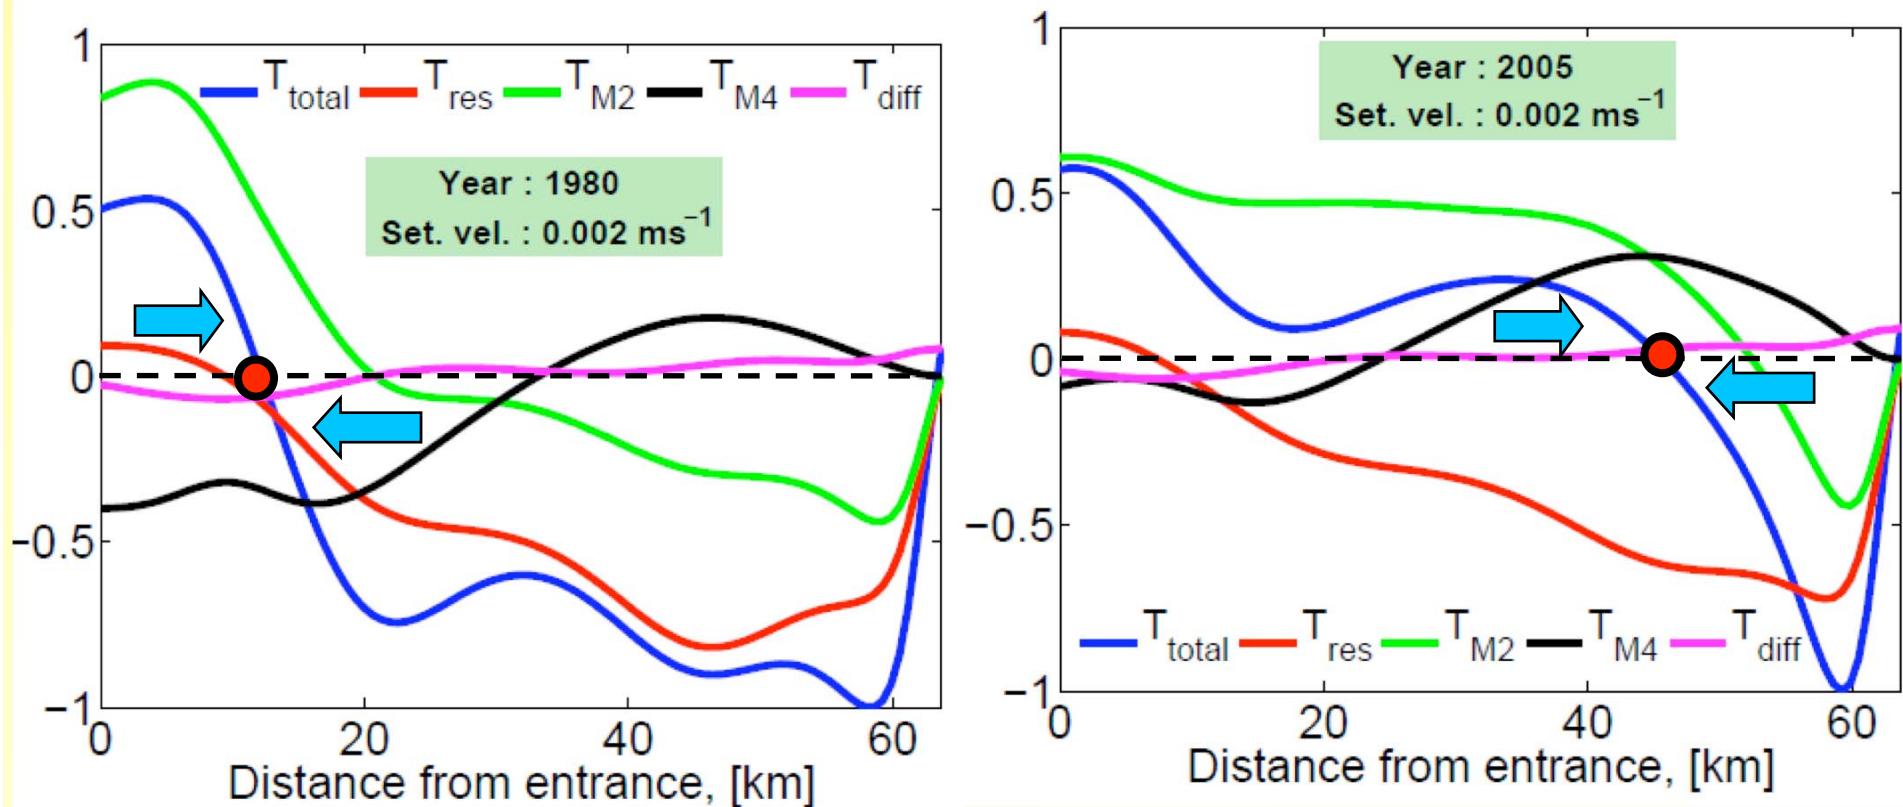 1
0.5
0
−0.5
−1
0
20
40
60
T total T res T M2 T M4 T diff
Year : 1980
Set. vel. : 0.002 ms−1
Distance from entrance, [km]
1
0.5
0
−0.5
−1
0
20
40
60
Year : 2005
Set. vel. : 0.002 ms−1
T total T res T M2 T M4 T diff
Distance from entrance, [km]